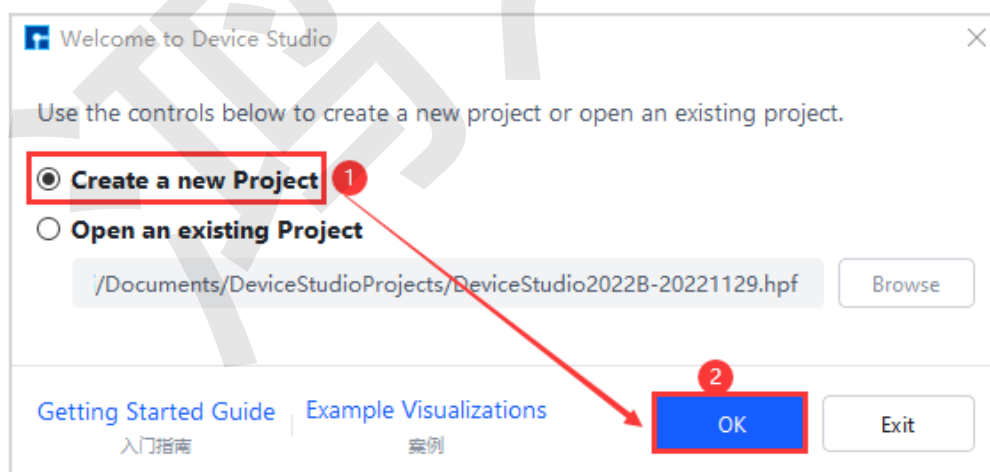 Welcome to Device Studio
Use the controls below to create a new project or open an existing project.
Create a new Project
1
Open an existing Project
/Documents/DeviceStudioProjects/DeviceStudio2022B-20221129.hpf
Browse
2
Getting Started Guide
Example Visualizations
OK
Exit
入门指南
案例